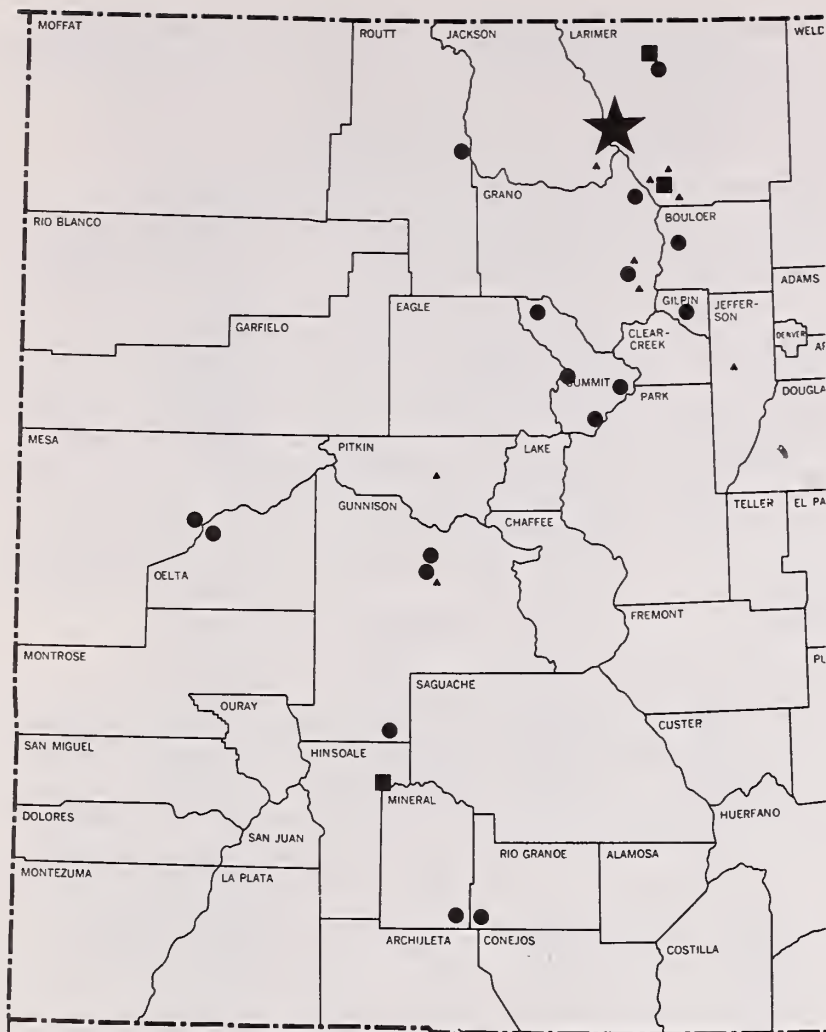 MOFFAT
ROUTT
JACKSON
LARIMER
WELD
GRANO
RIO BLANCO
BOULOER
ADAMS
EAGLE
GARFIELO
GILPIN
JEFFER-
SON
CLEAR-
CREEK
DENVER
AR
SUMMIT
PARK
DOUGLA
MESA
PITKIN
LAKE
GUNNISON
TELLER
EL PA
CHAFFEE
OELTA
FREMONT
MONTROSE
PU
SAGUACHE
OURAY
CUSTER
SAN MIGUEL
HINSOALE
MINERAL
HUERFANO
DOLORES
SAN JUAN
RIO GRANOE
ALAMOSA
MONTEZUMA
LA PLATA
ARCHULETA
CONEJOS
COSTILLA